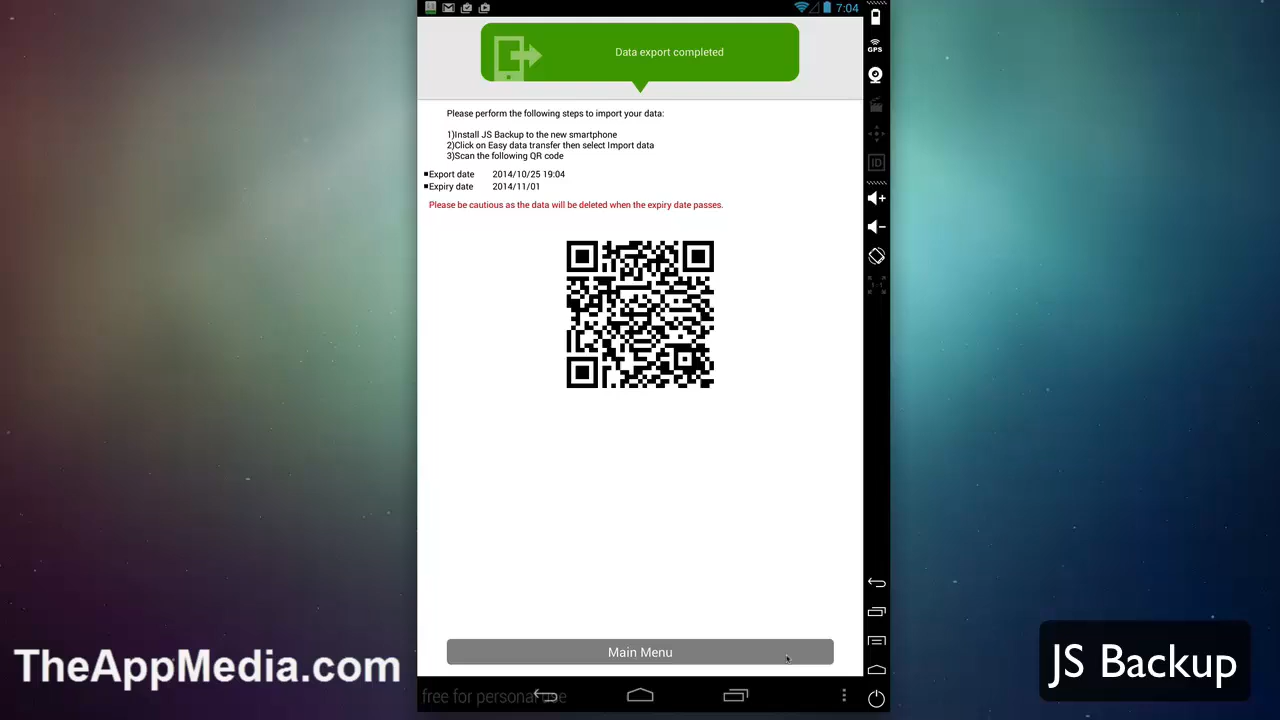 7:04
Data export completed
GPS
Please perform the following steps to import your data:
1)Install JS Backup to the new smartphone
2)Click on Easy data transfer then select Import data
3)Scan the following QR code
■Export date 2014/10/25 19:04
■Expiry date 2014/11/01
Please be cautious as the data will be deleted when the expiry date passes.
ID
1:1
Main Menu
TheAppMedia.com
JS Backup
free for personal use